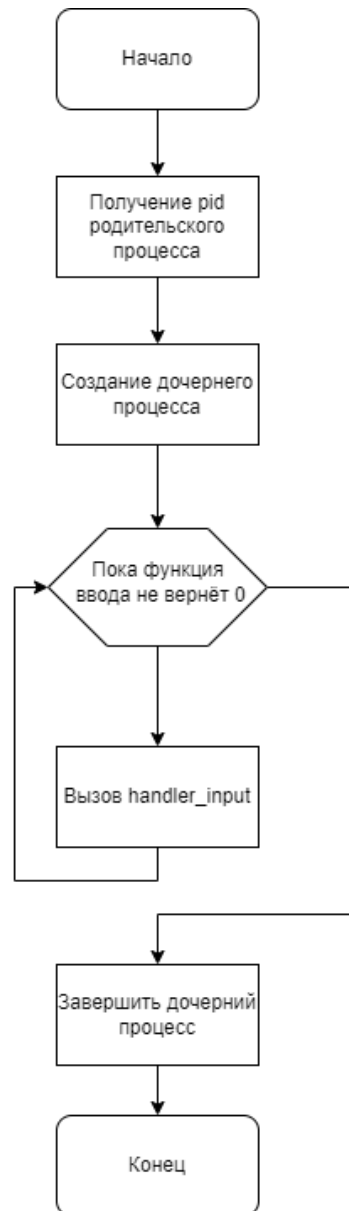 Начало
Получение pid
родительского
процесса
Создание дочернего
процесса
Пока функция
ввода не вернёт 0
Вызов handler_input
Завершить дочерний
процесс
Конец